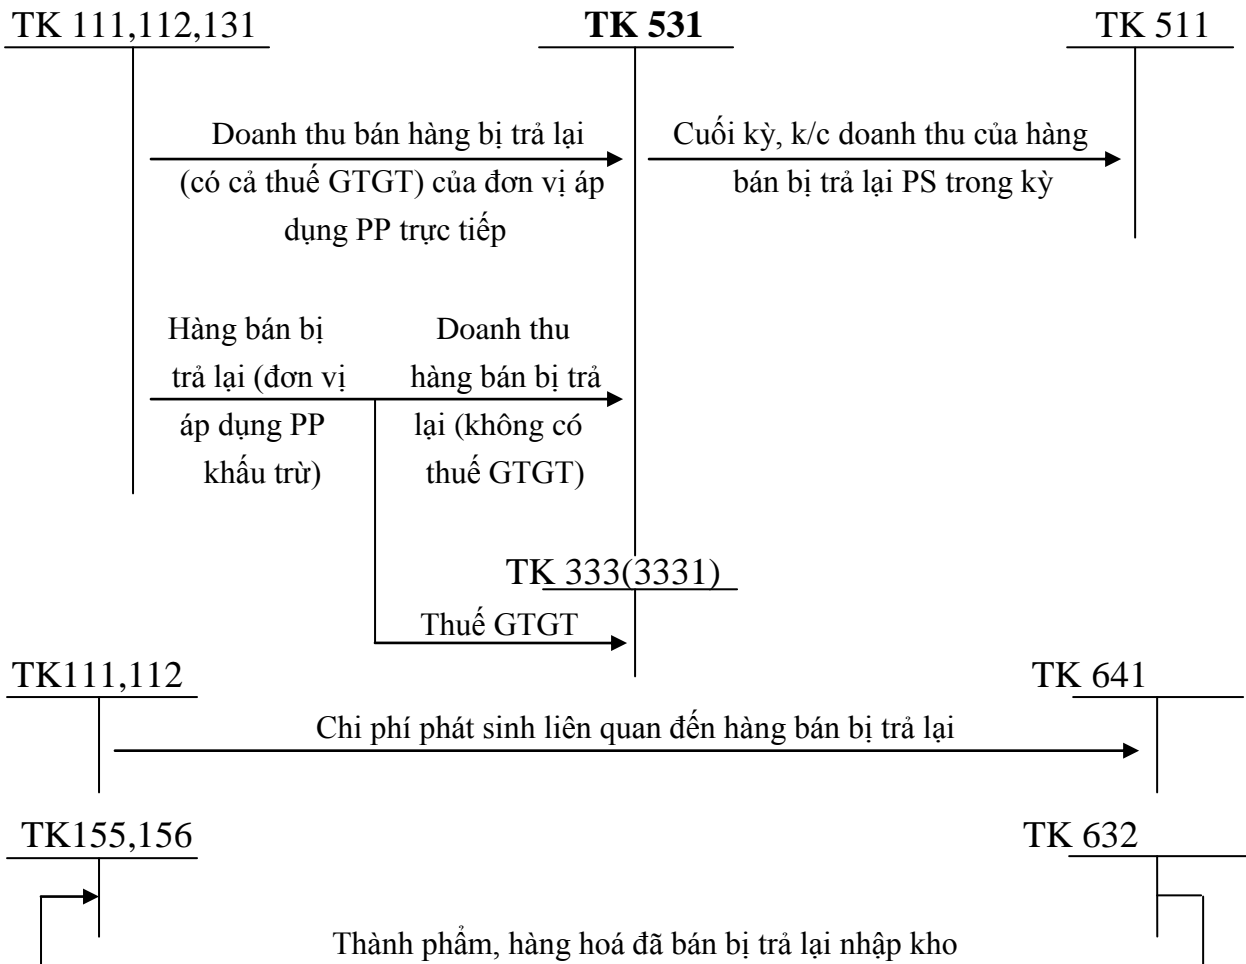 TK 111,112,131
TK 531
TK 511
Doanh thu bán hàng bị trả lại
(có cả thuế GTGT) của đơn vị áp
dụng PP trực tiếp
Cuối kỳ, k/c doanh thu của hàng
bán bị trả lại PS trong kỳ
Hàng bán bị
trả lại (đơn vị
áp dụng PP
khấu trừ)
Doanh thu
hàng bán bị trả
lại (không có
thuế GTGT)
TK 333(3331)
Thuế GTGT
TK111,112
TK 641
Chi phí phát sinh liên quan đến hàng bán bị trả lại
TK155,156
TK 632
Thành phẩm, hàng hoá đã bán bị trả lại nhập kho